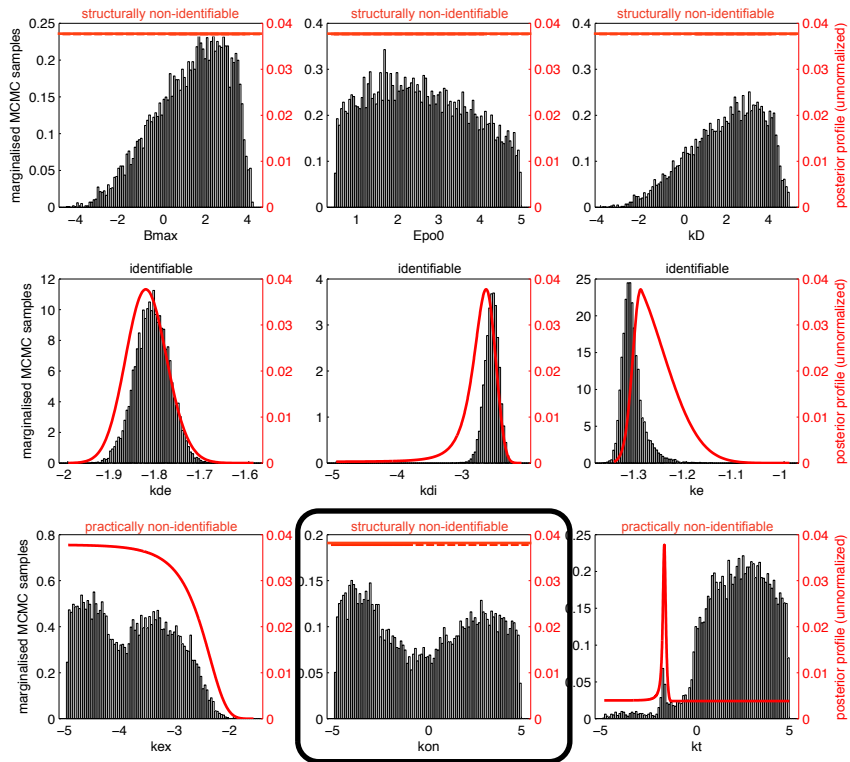 structurally non-identifiable structurally non-identifiable structurally non-identifiable
0.25 0.04 0.4 0.04 0.4 0.04
0.2 0.03 0.3 0.03 0.3 0.03
0.15 0.02 0.2 0.02 0.2 0.02
0.1
0.05 0.01 0.1 0.01 0.1 0.01
0 0 0 0 0 0
marginalised MCMC samples
posterior profile (unnormalized)
−4 −2 0 2 4 1 2 3 4 5 −4 −2 0 2 4
Bmax Epo0 kD
identifiable identifiable identifiable
12 0.04 4 0.04 25 0.04
10 0.03 3 0.03 20 0.03
8 15
6 0.02 2 0.02 0.02
4 10
2 0.01 1 0.01 5 0.01
0 0 0 0 0 0
marginalised MCMC samples
posterior profile (unnormalized)
−2 −1.9 −1.8 −1.7 −1.6 −5 −4 −3 −1.3 −1.2 −1.1 −1
kde kdi ke
practically non-identifiable structurally non-identifiable practically non-identifiable
0.8 0.04 0.2 0.04 0.25 0.04
0.6 0.03 0.15 0.03 0.2 0.03
0.15
0.4 0.02 0.1 0.02 0.1 0.02
0.2 0.01 0.05 0.01 0.05 0.01
0 0 0 0 0 0
marginalised MCMC samples
posterior profile (unnormalized)
−5 −4 −3 −2 −5 0 5 −5 0 5
kex kon kt